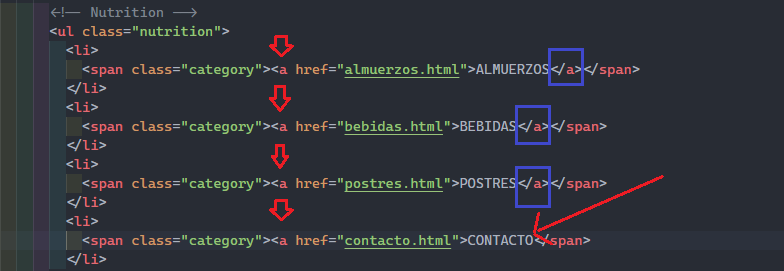 <!-- Nutrition -->
<ul class="nutrition">
<li>
<span class="category"><a href="almuerzos.html">ALMUERZOS</a></span>
</li>
<li>
<span class="category"><a href="bebidas.html">BEBIDAS</a></span>
</li>
<li>
<span class="category"><a href="postres.html">POSTRES</a></span>
</li>
<li>
<span class="category"><a href="contacto.html">CONTACTO</span>
</li>